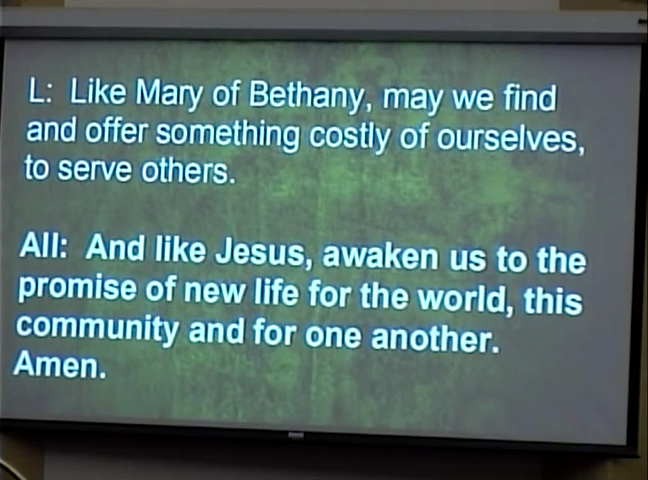 L: Like Mary of Bethany, may we find
and offer something costly of ourselves,
to serve others.
All: And like Jesus, awaken us to the
promise of new life for the world, this
community and for one another.
Amen.